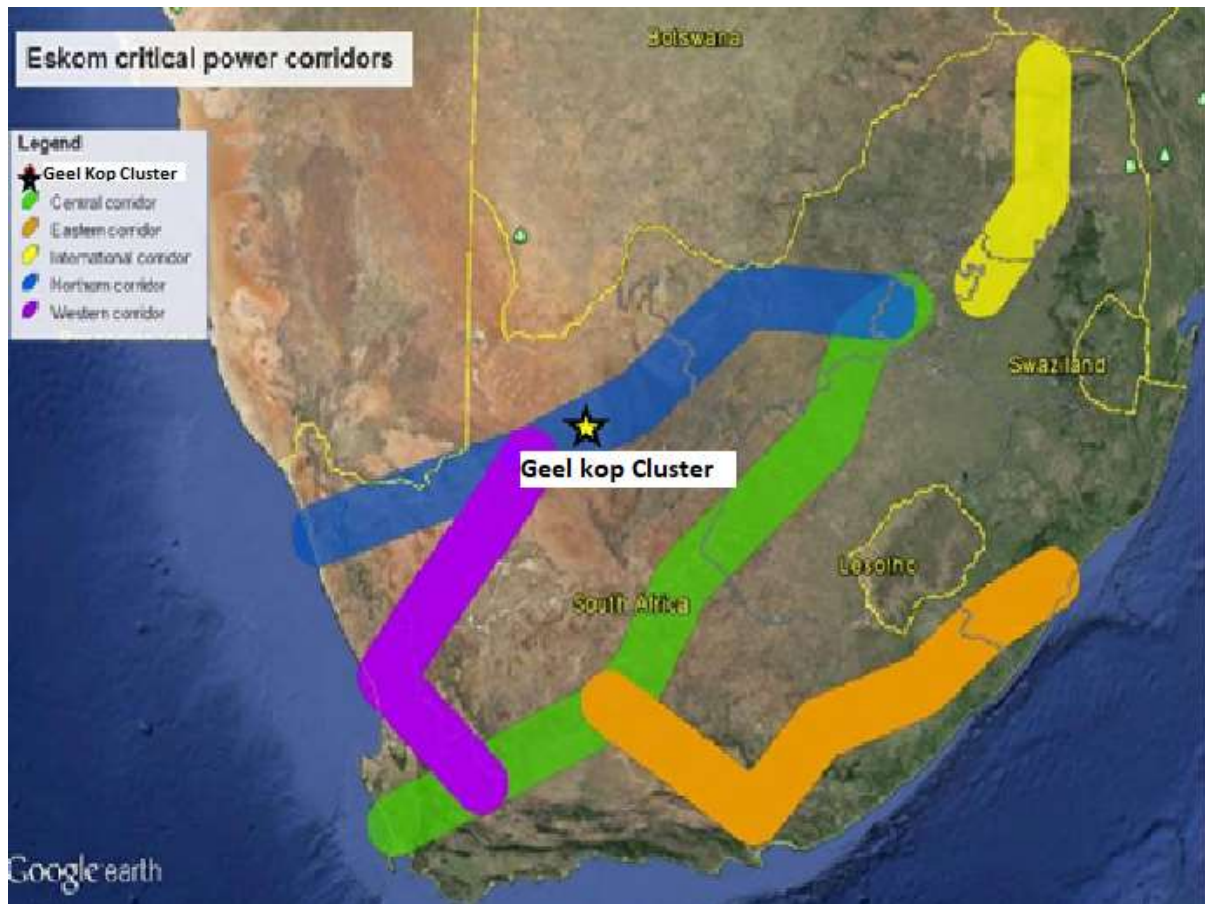 Eskom critical power corridors
Botswana
Legend
Geel Kop Cluster
Central corridor
Eastern corridor
International corridor
Northern corridor
Western corridor
Swaziland
Geel kop Cluster
Lesotho
South Africa
Google earth